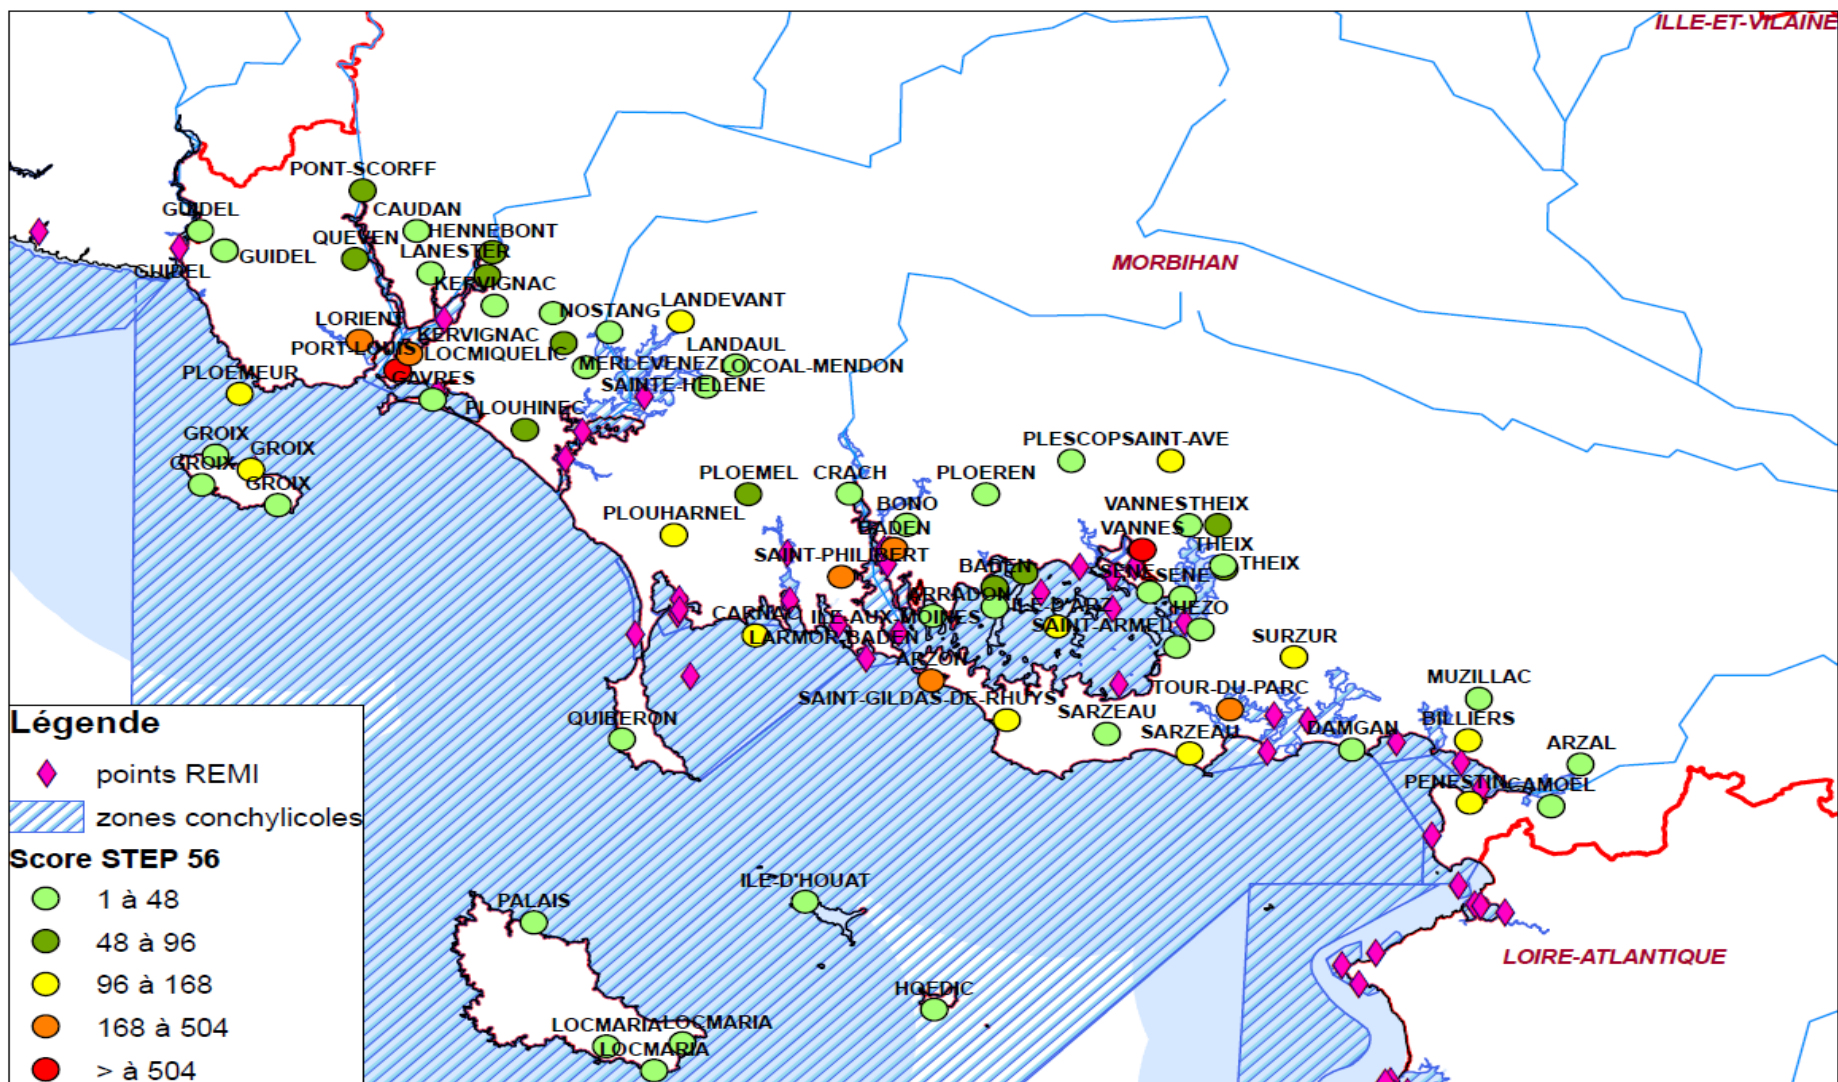 ILLE-ET-VILAINE
PONT-SCORFF
GUIDEL
CAUDAN
QUEVEN
HENNEBONT
GUIDEL
LANESTER
GUIDEL
KERVIGNAC
MORBIHAN
NOSTANG
LANDEVANT
LORIENT
KERVIGNAC
PORT-LOUIS
LOCMIQUELIC
LANDAUL
MERLEVENEZ
LOCOAL-MENDON
PLOEMEUR
GAVRES
SAINTE-HELENE
PLOUHINEC
GROIX
GROIX
GROIX
GROIX
PLESCOP
SAINT-AVE
PLOEMEL
CRACH
PLOEREN
BONO
VANNES
THEIX
PLOUHARNEL
BADEN
VANNES
THEIX
SAINT-PHILIBERT
BADEN
SENE
SENE
THEIX
ARRADON
ILE-D'ARZ
HEZO
CARNAC
ILE-AUX-MOINES
SAINT-ARMEL
LARMOR-BADEN
SURZUR
ARZON
MUZILLAC
SAINT-GILDAS-DE-RHUYS
TOUR-DU-PARC
QUIBERON
SARZEAU
SARZEAU
DAMGAN
BILLIERS
ARZAL
PENESTIN
CAMOEL
ILE-D'HOUAT
PALAIS
LOIRE-ATLANTIQUE
HOEDIC
LOCMARIA
LOCMARIA
LOCMARIA
Légende
points REMI
zones conchylicoles
Score STEP 56
1 à 48
48 à 96
96 à 168
168 à 504
> à 504